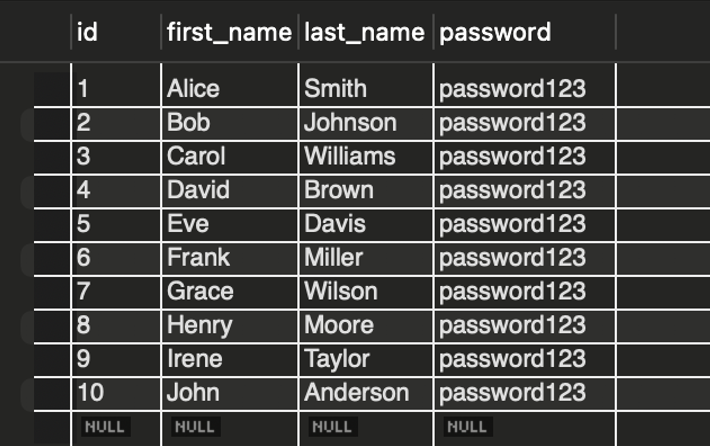 id first_name last_name password
1 Alice Smith password123
2 Bob Johnson password123
3 Carol Williams password123
4 David Brown password123
5 Eve Davis password123
6 Frank Miller password123
7 Grace Wilson password123
8 Henry Moore password123
9 Irene Taylor password123
10 John Anderson password123
NULL NULL NULL NULL